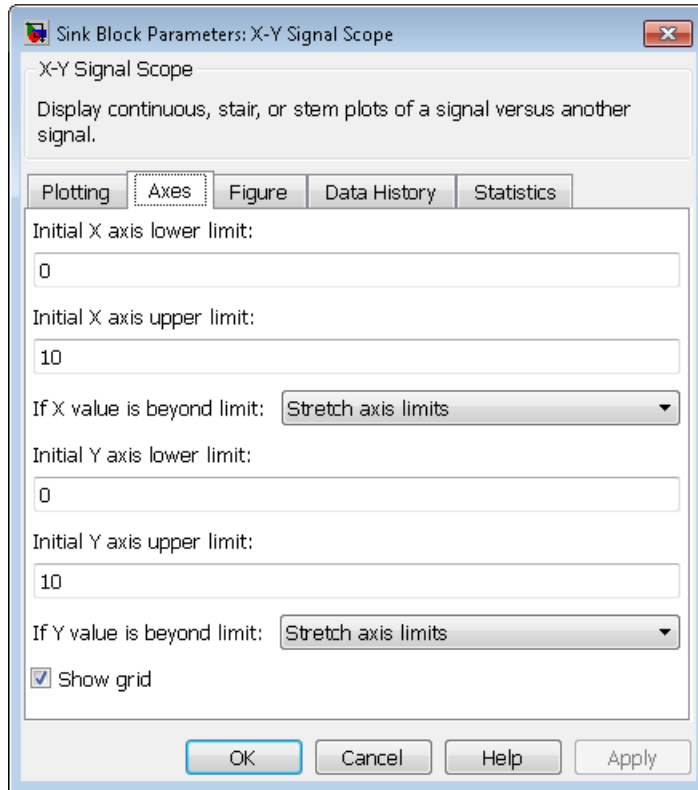 Sink Block Parameters: X-Y Signal Scope
X-Y Signal Scope
Display continuous, stair, or stem plots of a signal versus another
signal.
Plotting Axes Figure Data History Statistics
Initial X axis lower limit:
0
Initial X axis upper limit:
10
If X value is beyond limit: Stretch axis limits
Initial Y axis lower limit:
0
Initial Y axis upper limit:
10
If Y value is beyond limit: Stretch axis limits
Show grid
OK Cancel Help Apply